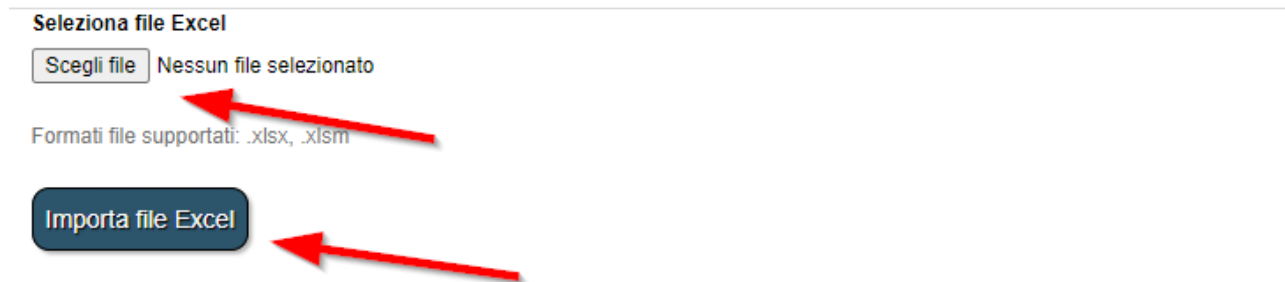 Seleziona file Excel
Scegli file Nessun file selezionato
Formati file supportati: .xlsx, .xlsm
Importa file Excel